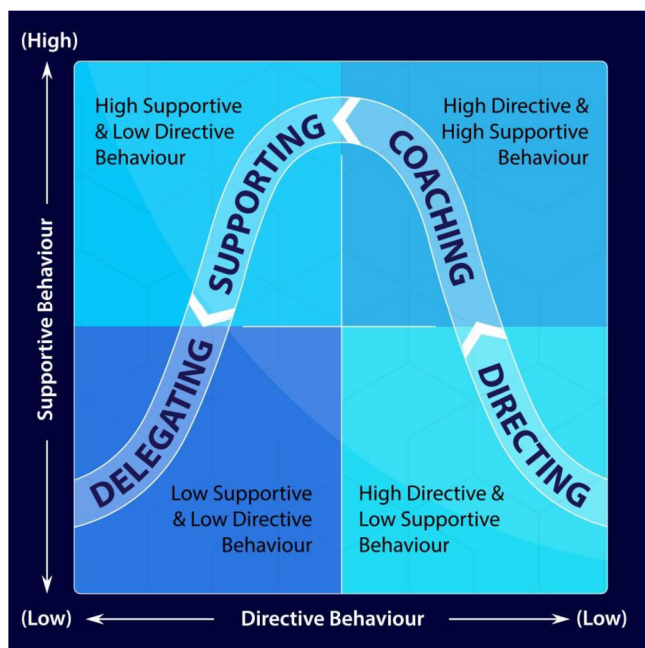 (High)
High Supportive
& Low Directive
Behaviour
High Directive &
High Supportive
Behaviour
SUPPORTING
COACHING
Supportive Behaviour
DELEGATING
DIRECTING
Low Supportive
& Low Directive
Behaviour
High Directive &
Low Supportive
Behaviour
(Low)
Directive Behaviour
(Low)